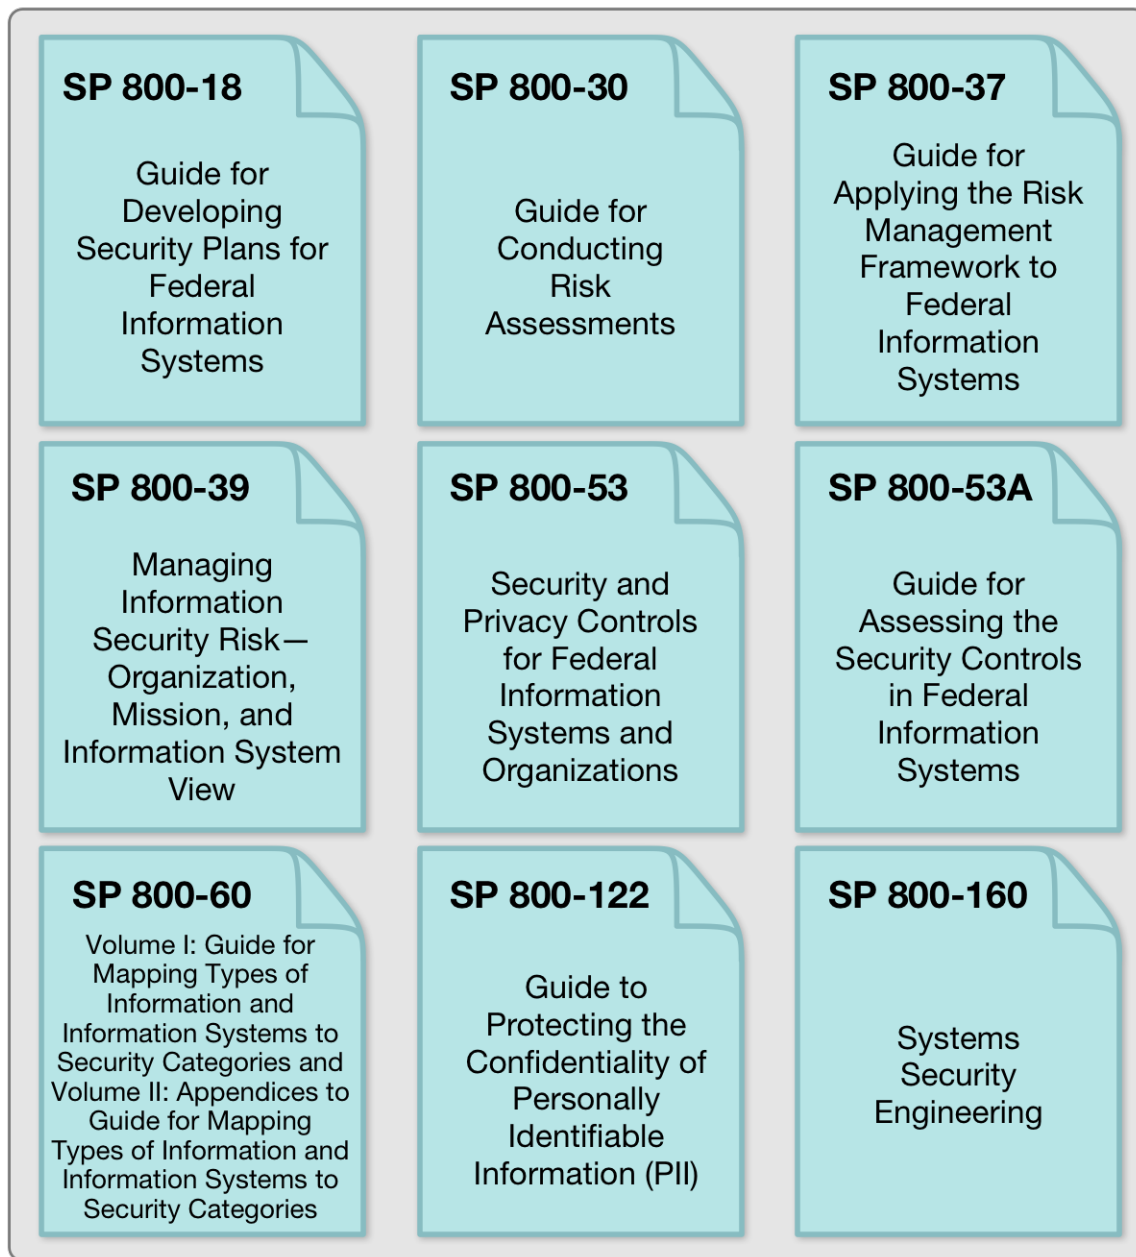 SP 800-18
Guide for
Developing
Security Plans for
Federal
Information
Systems
SP 800-30
Guide for
Conducting
Risk
Assessments
SP 800-37
Guide for
Applying the Risk
Management
Framework to
Federal
Information
Systems
SP 800-39
Managing
Information
Security Risk—
Organization,
Mission, and
Information System
View
SP 800-53
Security and
Privacy Controls
for Federal
Information
Systems and
Organizations
SP 800-53A
Guide for
Assessing the
Security Controls
in Federal
Information
Systems
SP 800-60
Volume I: Guide for
Mapping Types of
Information and
Information Systems to
Security Categories and
Volume II: Appendices to
Guide for Mapping
Types of Information and
Information Systems to
Security Categories
SP 800-122
Guide to
Protecting the
Confidentiality of
Personally
Identifiable
Information (PII)
SP 800-160
Systems
Security
Engineering